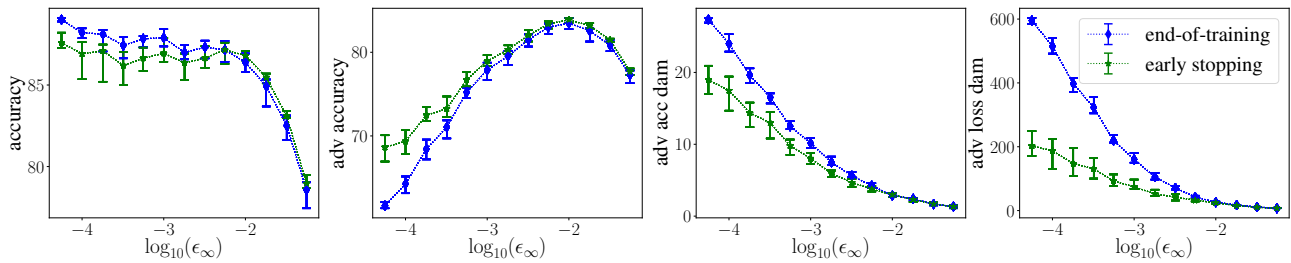 accuracy
85
80
−4
−3
−2
log₁₀(ϵ∞)
adv accuracy
80
70
−4
−3
−2
log₁₀(ϵ∞)
adv acc dam
20
10
0
−4
−3
−2
log₁₀(ϵ∞)
adv loss dam
600
400
200
0
−4
−3
−2
log₁₀(ϵ∞)
end-of-training
early stopping